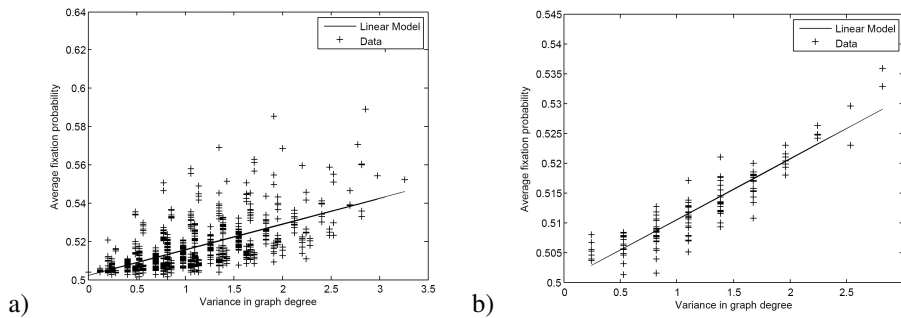 a)
0.64
0.62
0.6
0.58
0.56
0.54
0.52
0.5
Average fixation probability
0 0.5 1 1.5 2 2.5 3 3.5
Variance in graph degree
Linear Model
Data
b)
0.545
0.54
0.535
0.53
0.525
0.52
0.515
0.51
0.505
0.5
Average fixation probability
0 0.5 1 1.5 2 2.5
Variance in graph degree
Linear Model
Data